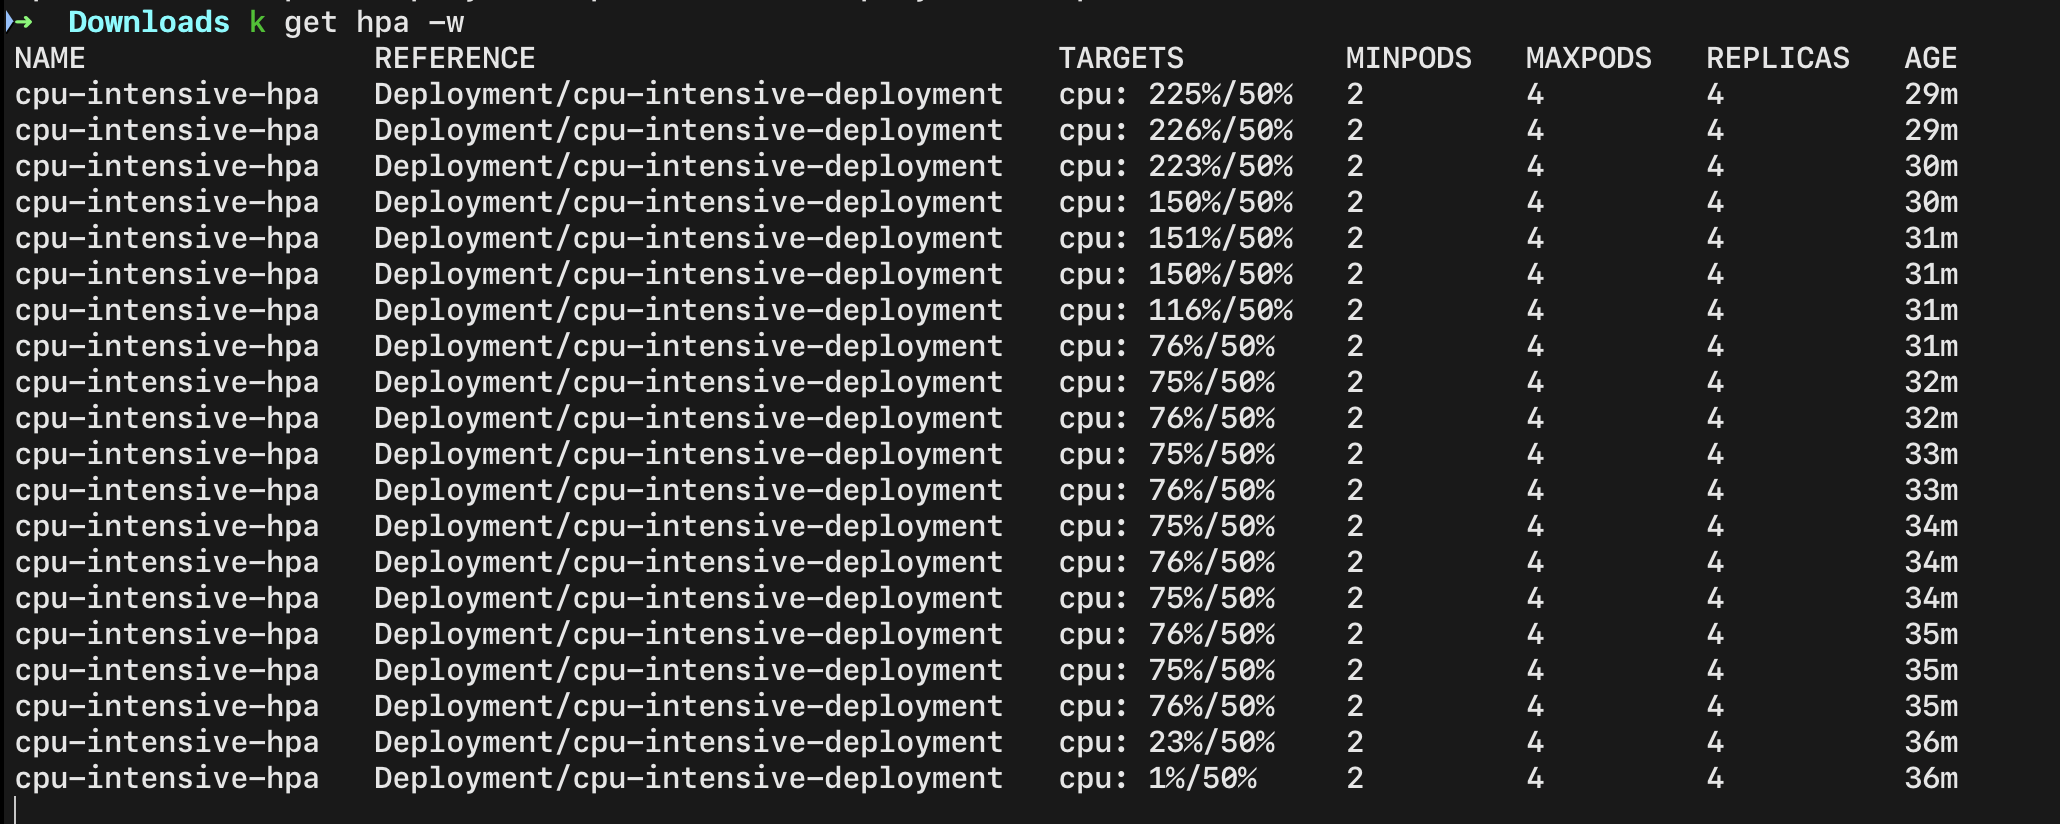 ➜  Downloads k get hpa -w
NAME                REFERENCE                             TARGETS         MINPODS   MAXPODS   REPLICAS   AGE
cpu-intensive-hpa   Deployment/cpu-intensive-deployment   cpu: 225%/50%   2         4         4          29m
cpu-intensive-hpa   Deployment/cpu-intensive-deployment   cpu: 226%/50%   2         4         4          29m
cpu-intensive-hpa   Deployment/cpu-intensive-deployment   cpu: 223%/50%   2         4         4          30m
cpu-intensive-hpa   Deployment/cpu-intensive-deployment   cpu: 150%/50%   2         4         4          30m
cpu-intensive-hpa   Deployment/cpu-intensive-deployment   cpu: 151%/50%   2         4         4          31m
cpu-intensive-hpa   Deployment/cpu-intensive-deployment   cpu: 150%/50%   2         4         4          31m
cpu-intensive-hpa   Deployment/cpu-intensive-deployment   cpu: 116%/50%   2         4         4          31m
cpu-intensive-hpa   Deployment/cpu-intensive-deployment   cpu: 76%/50%    2         4         4          31m
cpu-intensive-hpa   Deployment/cpu-intensive-deployment   cpu: 75%/50%    2         4         4          32m
cpu-intensive-hpa   Deployment/cpu-intensive-deployment   cpu: 76%/50%    2         4         4          32m
cpu-intensive-hpa   Deployment/cpu-intensive-deployment   cpu: 75%/50%    2         4         4          33m
cpu-intensive-hpa   Deployment/cpu-intensive-deployment   cpu: 76%/50%    2         4         4          33m
cpu-intensive-hpa   Deployment/cpu-intensive-deployment   cpu: 75%/50%    2         4         4          34m
cpu-intensive-hpa   Deployment/cpu-intensive-deployment   cpu: 76%/50%    2         4         4          34m
cpu-intensive-hpa   Deployment/cpu-intensive-deployment   cpu: 75%/50%    2         4         4          34m
cpu-intensive-hpa   Deployment/cpu-intensive-deployment   cpu: 76%/50%    2         4         4          35m
cpu-intensive-hpa   Deployment/cpu-intensive-deployment   cpu: 75%/50%    2         4         4          35m
cpu-intensive-hpa   Deployment/cpu-intensive-deployment   cpu: 76%/50%    2         4         4          35m
cpu-intensive-hpa   Deployment/cpu-intensive-deployment   cpu: 23%/50%    2         4         4          36m
cpu-intensive-hpa   Deployment/cpu-intensive-deployment   cpu: 1%/50%     2         4         4          36m